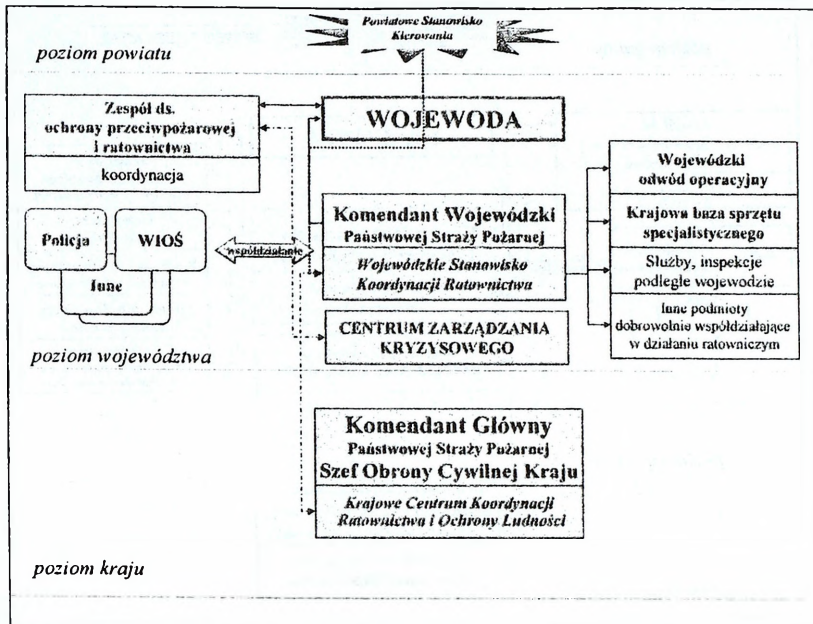 Powiatowe Stanowisko
Kierowania
poziom powiatu
Zespół ds.
ochrony przeciwpożarowej
i ratownictwa
koordynacja
WOJEWODA
Policja
WIOŚ
Inne
współdziałanie
Komendant Wojewódzki
Państwowej Straży Pożarnej
Wojewódzkie Stanowisko
Koordynacji Ratownictwa
CENTRUM ZARZĄDZANIA
KRYZYSOWEGO
Wojewódzki
odwód operacyjny
Krajowa baza sprzętu
specjalistycznego
Służby, inspekcje
podległe wojewodzie
Inne podmioty
dobrowolnie współdziałające
w działaniu ratowniczym
poziom województwa
Komendant Główny
Państwowej Straży Pożarnej
Szef Obrony Cywilnej Kraju
Krajowe Centrum Koordynacji
Ratownictwa i Ochrony Ludności
poziom kraju